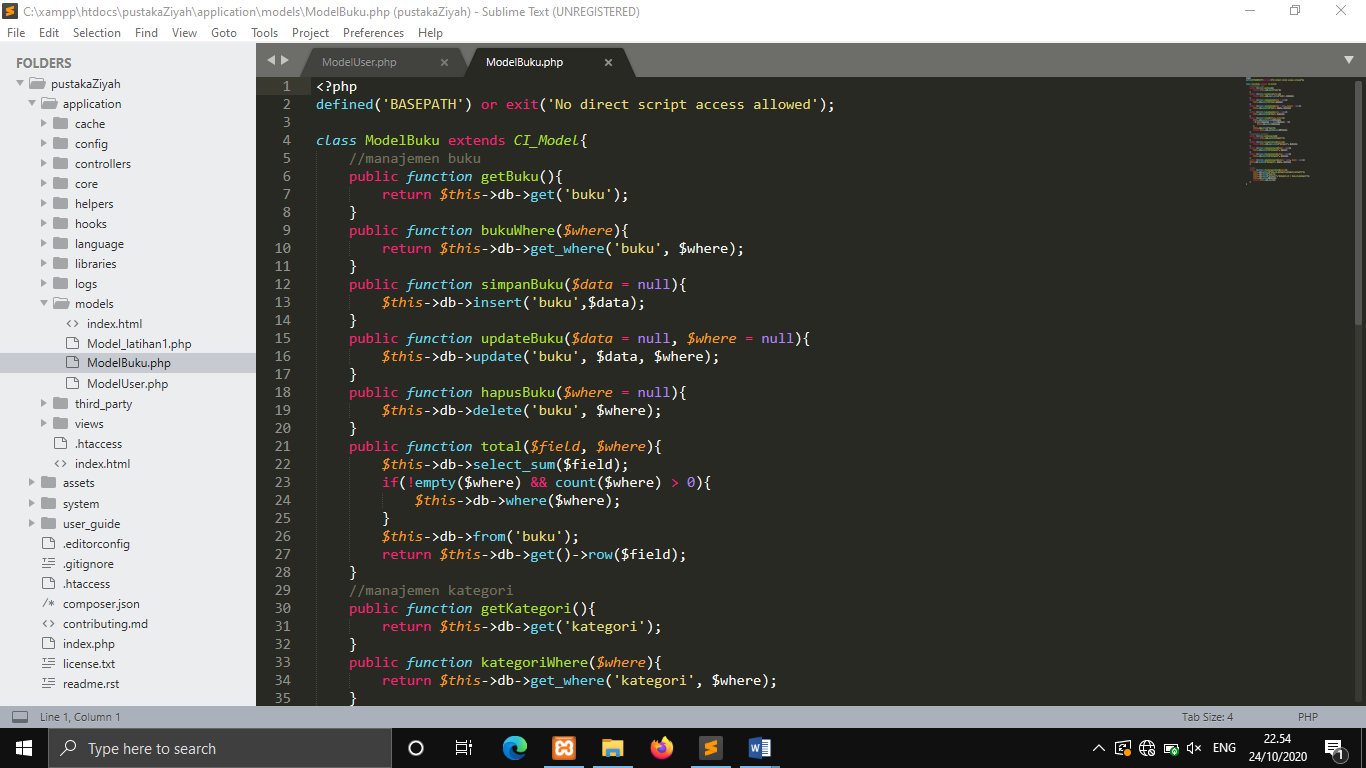 C:\xampp\htdocs\pustakaZiyah\application\models\ModelBuku.php (pustakaZiyah) - Sublime Text (UNREGISTERED)
File Edit Selection Find View Goto Tools Project Preferences Help
FOLDERS
pustakaZiyah
application
cache
config
controllers
core
helpers
hooks
language
libraries
logs
models
index.html
Model_latihan1.php
ModelBuku.php
ModelUser.php
third_party
views
.htaccess
index.html
assets
system
user_guide
.editorconfig
.gitignore
.htaccess
composer.json
contributing.md
index.php
license.txt
readme.rst
ModelUser.php ModelBuku.php
1 <?php
2 defined('BASEPATH') or exit('No direct script access allowed');
3
4 class ModelBuku extends CI_Model{
5 //manajemen buku
6 public function getBuku(){
7 return $this->db->get('buku');
8 }
9 public function bukuWhere($where){
10 return $this->db->get_where('buku', $where);
11 }
12 public function simpanBuku($data = null){
13 $this->db->insert('buku',$data);
14 }
15 public function updateBuku($data = null, $where = null){
16 $this->db->update('buku', $data, $where);
17 }
18 public function hapusBuku($where = null){
19 $this->db->delete('buku', $where);
20 }
21 public function total($field, $where){
22 $this->db->select_sum($field);
23 if(!empty($where) && count($where) > 0){
24 $this->db->where($where);
25 }
26 $this->db->from('buku');
27 return $this->db->get()->row($field);
28 }
29 //manajemen kategori
30 public function getKategori(){
31 return $this->db->get('kategori');
32 }
33 public function kategoriWhere($where){
34 return $this->db->get_where('kategori', $where);
35 }
Line 1, Column 1 Tab Size: 4 PHP
Type here to search ENG 22.54
24/10/2020 1